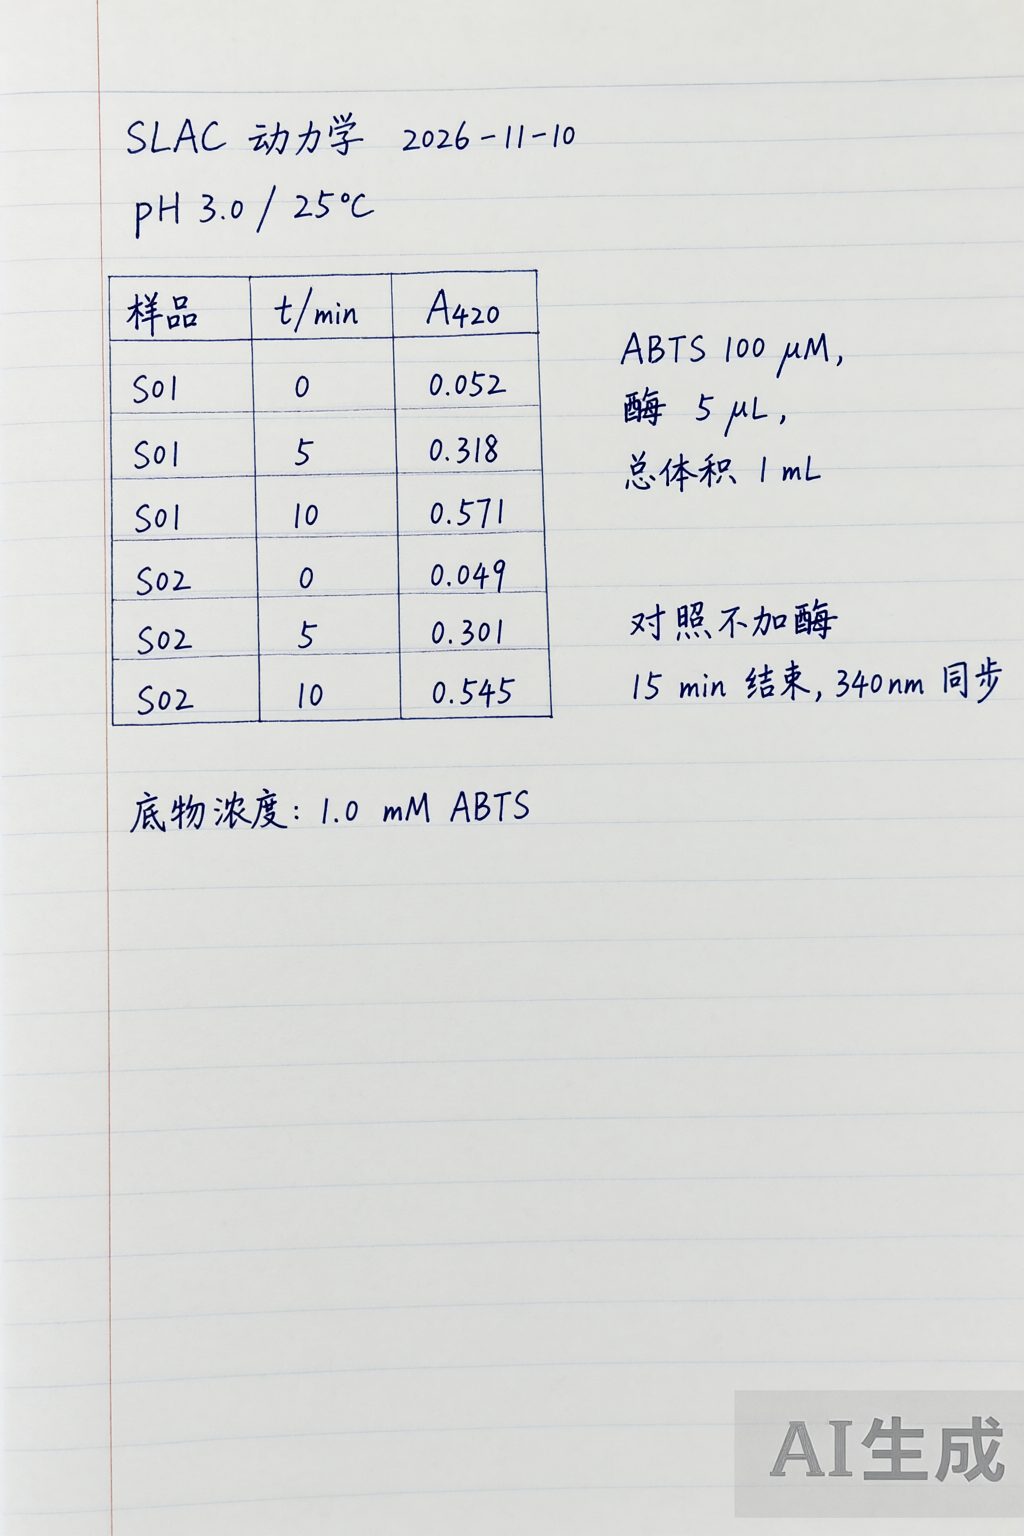 SLAC 动力学 2026-11-10
pH 3.0 / 25℃
样品 t/min A420
S01 0 0.052
S01 5 0.318
S01 10 0.571
S02 0 0.049
S02 5 0.301
S02 10 0.545
ABTS 100 μM,
酶 5 μL,
总体积 1 mL
对照不加酶
15 min 结束, 340nm 同步
底物浓度: 1.0 mM ABTS
AI生成